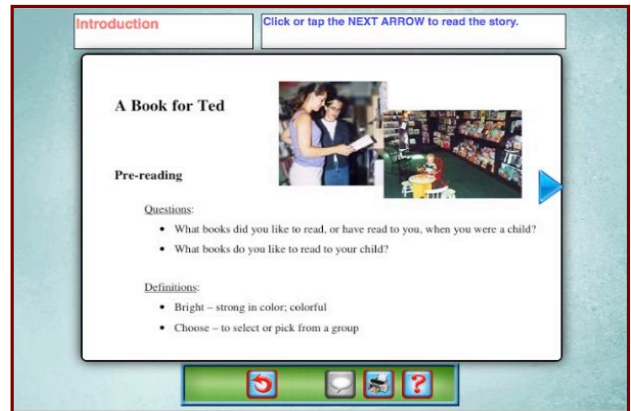 Introduction
Click or tap the NEXT ARROW to read the story.
A Book for Ted
Pre-reading
Questions:
• What books did you like to read, or have read to you, when you were a child?
• What books do you like to read to your child?
Definitions:
• Bright – strong in color; colorful
• Choose – to select or pick from a group
?